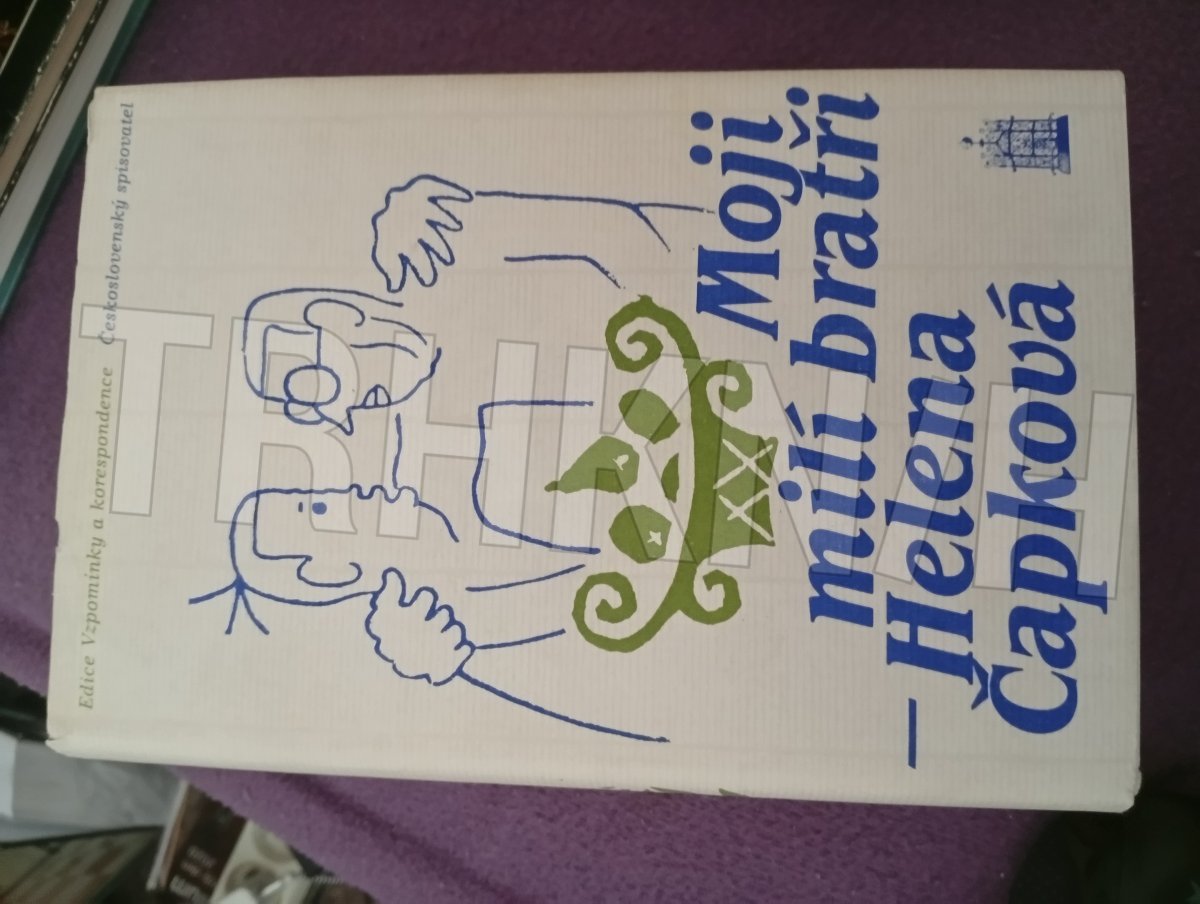 Edice Vzpomínky a korespondence Československý spisovatel
Moji
milí bratři
– Helena
Čapková
TRHKNIH